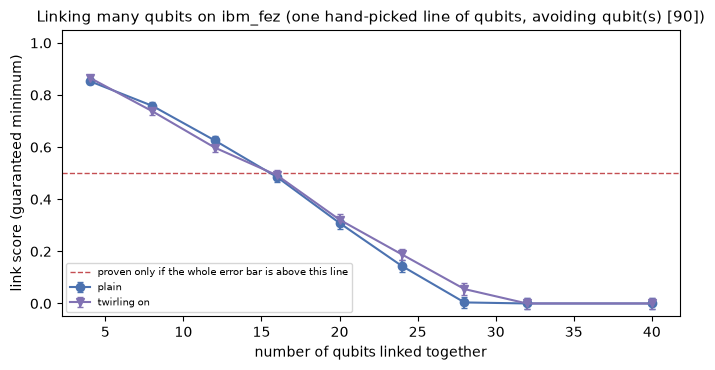 Linking many qubits on ibm_fez (one hand-picked line of qubits, avoiding qubit(s) [90])
link score (guaranteed minimum)
1.0
0.8
0.6
0.4
0.2
0.0
proven only if the whole error bar is above this line
plain
twirling on
5 10 15 20 25 30 35 40
number of qubits linked together